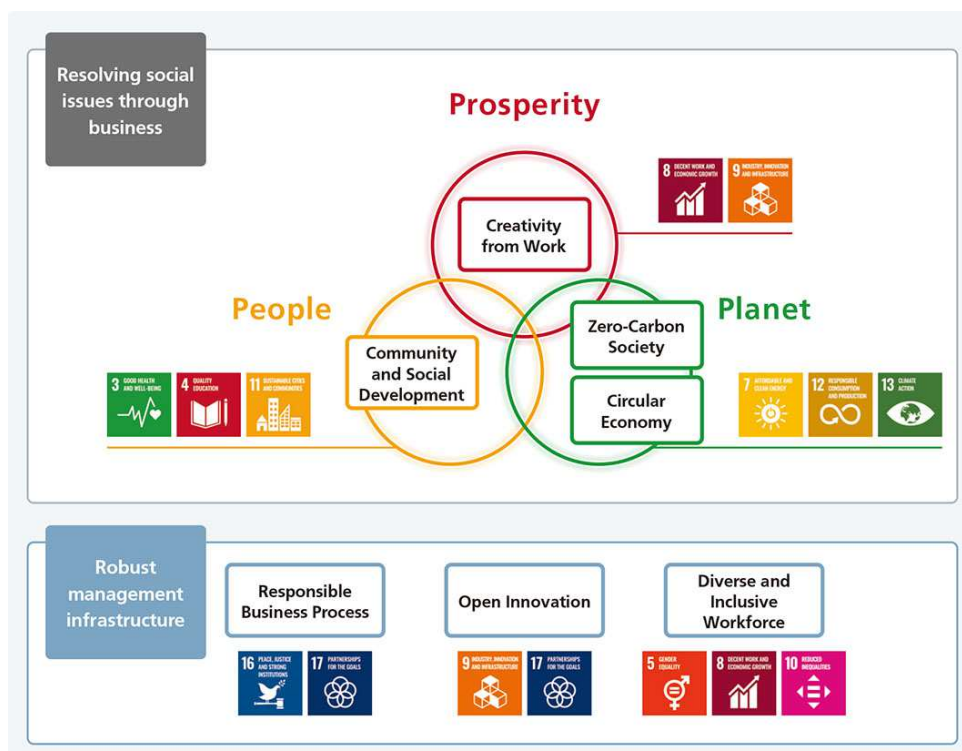 Resolving social
issues through
business
Prosperity
Creativity
from Work
8 DECENT WORK AND
ECONOMIC GROWTH
9 INDUSTRY, INNOVATION
AND INFRASTRUCTURE
People
Community
and Social
Development
3 GOOD HEALTH
AND WELL-BEING
4 QUALITY
EDUCATION
11 SUSTAINABLE CITIES
AND COMMUNITIES
Planet
Zero-Carbon
Society
Circular
Economy
7 AFFORDABLE AND
CLEAN ENERGY
12 RESPONSIBLE
CONSUMPTION
AND PRODUCTION
13 CLIMATE
ACTION
Robust
management
infrastructure
Responsible
Business Process
16 PEACE, JUSTICE
AND STRONG
INSTITUTIONS
17 PARTNERSHIPS
FOR THE GOALS
Open Innovation
9 INDUSTRY, INNOVATION
AND INFRASTRUCTURE
17 PARTNERSHIPS
FOR THE GOALS
Diverse and
Inclusive
Workforce
5 GENDER
EQUALITY
8 DECENT WORK AND
ECONOMIC GROWTH
10 REDUCED
INEQUALITIES